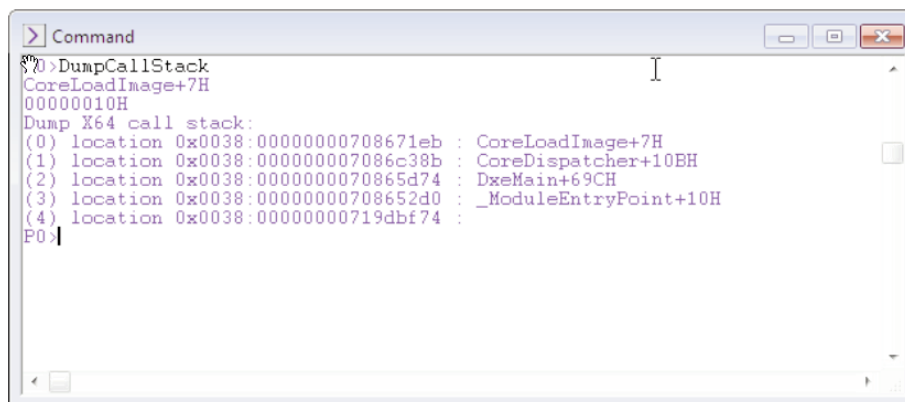 Command
P0>DumpCallStack
CoreLoadImage+7H
00000010H
Dump X64 call stack:
(0) location 0x0038:00000000708671eb : CoreLoadImage+7H
(1) location 0x0038:000000007086c38b : CoreDispatcher+10BH
(2) location 0x0038:0000000070865d74 : DxeMain+69CH
(3) location 0x0038:00000000708652d0 : _ModuleEntryPoint+10H
(4) location 0x0038:00000000719dbf74 :
P0>